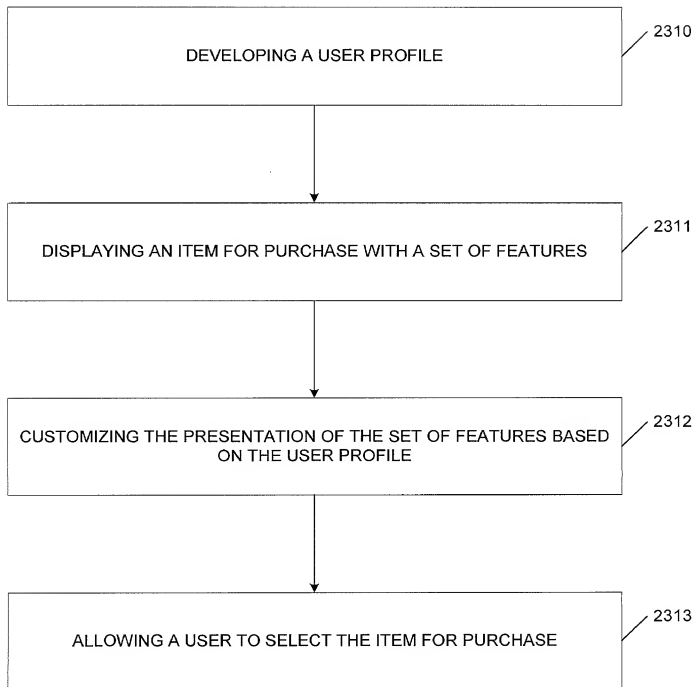 2310
DEVELOPING A USER PROFILE
2311
DISPLAYING AN ITEM FOR PURCHASE WITH A SET OF FEATURES
2312
CUSTOMIZING THE PRESENTATION OF THE SET OF FEATURES BASED
ON THE USER PROFILE
2313
ALLOWING A USER TO SELECT THE ITEM FOR PURCHASE